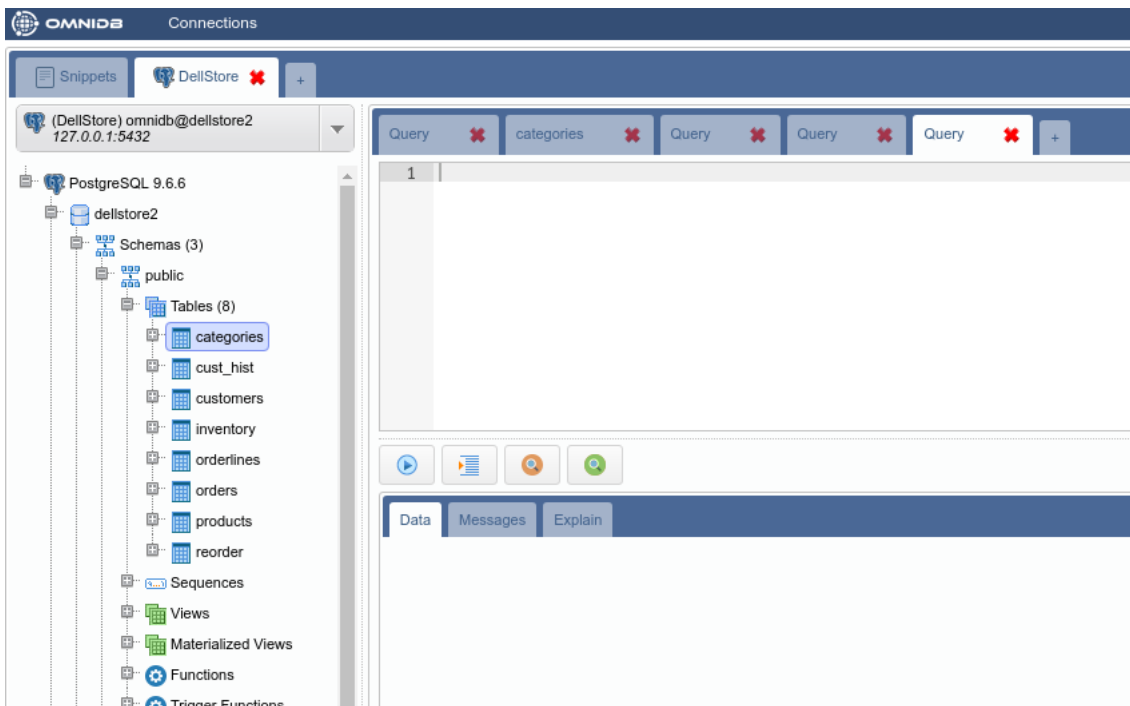 OMNIDB Connections
Snippets DellStore +
(DellStore) omnidb@dellstore2
127.0.0.1:5432
Query categories Query Query Query +
1
PostgreSQL 9.6.6
dellstore2
Schemas (3)
public
Tables (8)
categories
cust_hist
customers
inventory
orderlines
orders
products
reorder
Sequences
Views
Materialized Views
Functions
Trigger Functions
Data Messages Explain